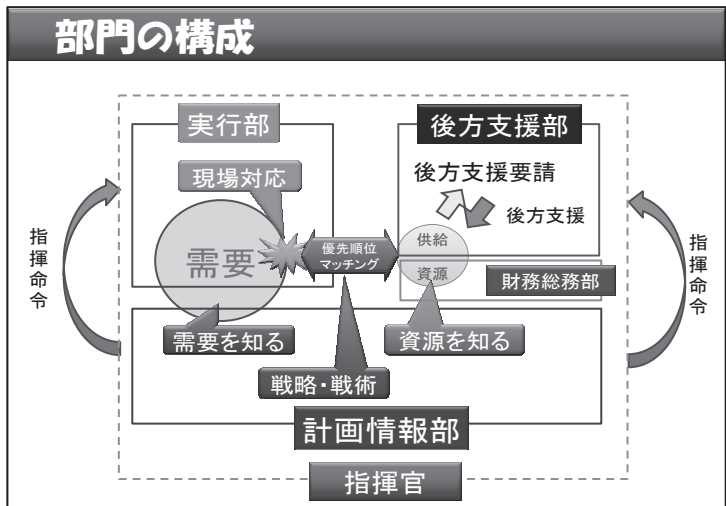 部門の構成
実行部
後方支援部
現場対応
後方支援要請
後方支援
需要
優先順位
マッチング
供給
資源
財務総務部
指揮命令
指揮命令
需要を知る
資源を知る
戦略・戦術
計画情報部
指揮官